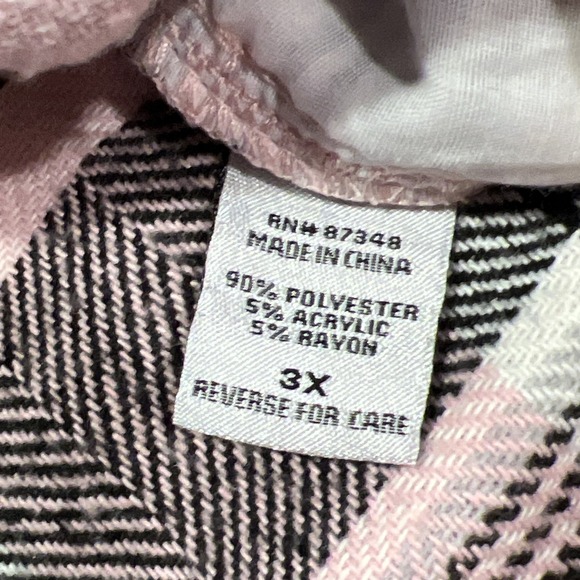 RN# 87348
MADE IN CHINA
90% POLYESTER
5% ACRYLIC
5% RAYON
3X
REVERSE FOR CARE